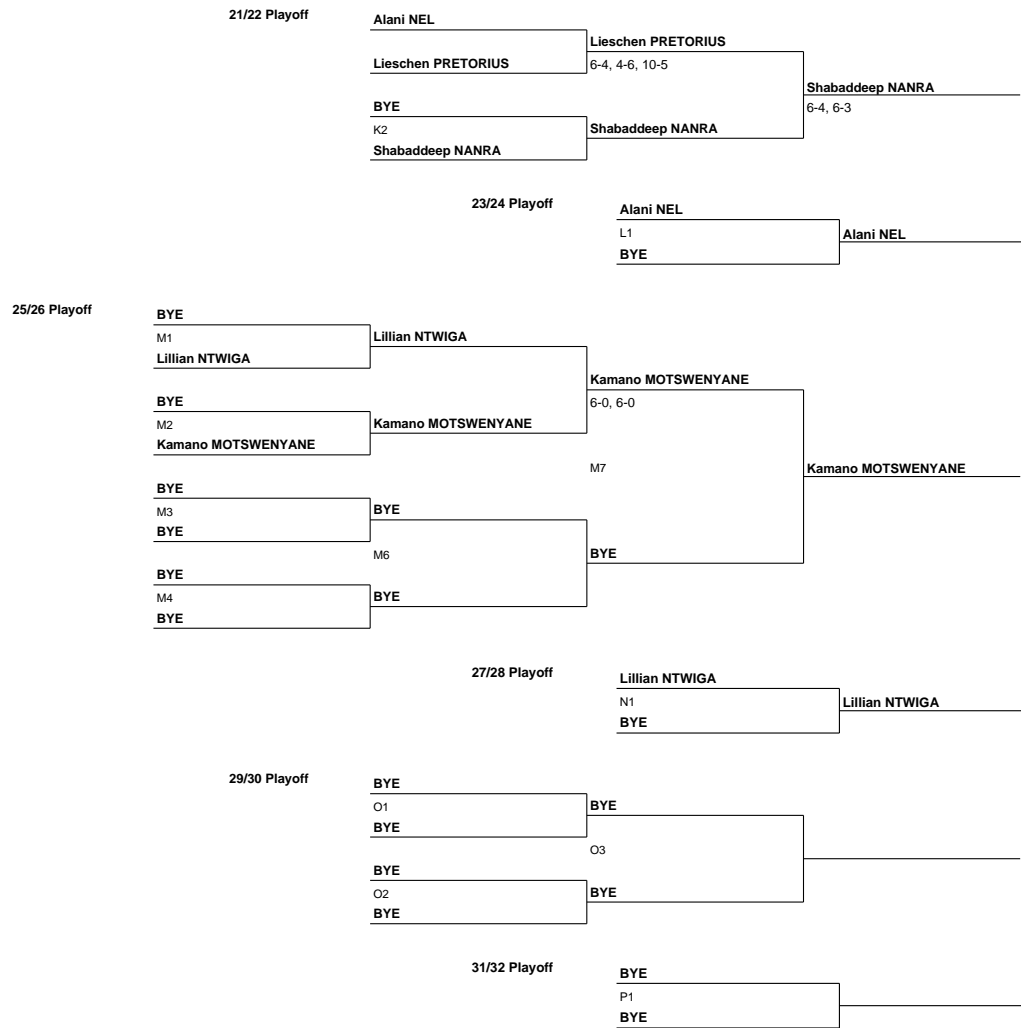 21/22 Playoff
Alani NEL
Lieschen PRETORIUS
Lieschen PRETORIUS
6-4, 4-6, 10-5
Shabaddeep NANRA
6-4, 6-3
BYE
K2
Shabaddeep NANRA
Shabaddeep NANRA
23/24 Playoff
Alani NEL
L1
Alani NEL
BYE
25/26 Playoff
BYE
M1
Lillian NTWIGA
Lillian NTWIGA
Kamano MOTSWENYANE
6-0, 6-0
BYE
M2
Kamano MOTSWENYANE
Kamano MOTSWENYANE
M7
Kamano MOTSWENYANE
BYE
M3
BYE
BYE
M6
BYE
BYE
M4
BYE
BYE
27/28 Playoff
Lillian NTWIGA
N1
Lillian NTWIGA
BYE
29/30 Playoff
BYE
O1
BYE
BYE
O3
BYE
O2
BYE
BYE
31/32 Playoff
BYE
P1
BYE